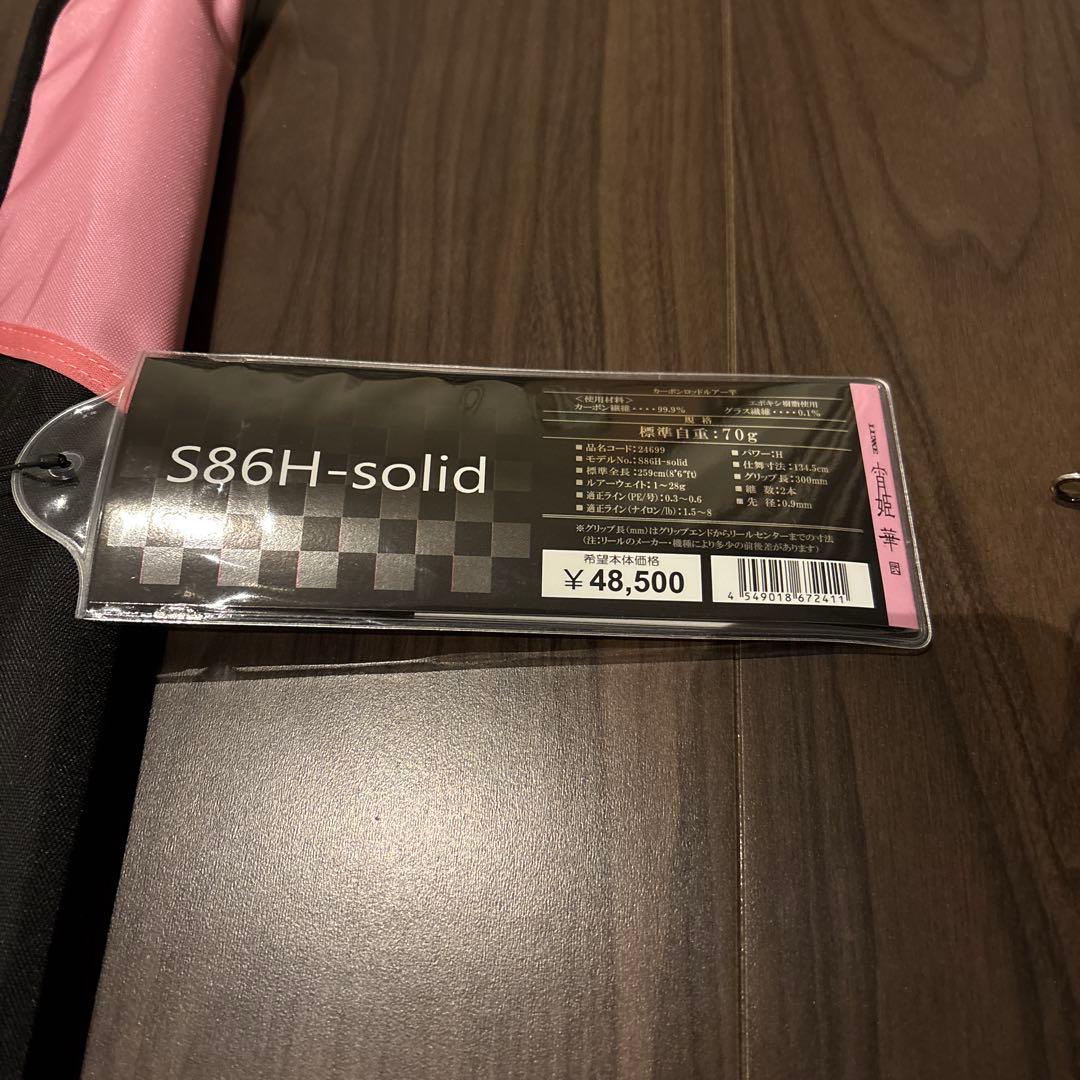 S86H-solid
カーボンロッドルアー竿
<使用材料> エポキシ樹脂使用
カーボン繊維‥‥99.9% グラス繊維‥‥0.1%
規格
標準自重:70g
■ 品名コード:24699
■ モデルNo.:S86H-solid
■ 標準全長:259cm(8'6"ft)
■ ルアーウェイト:1〜28g
■ 適正ライン(PE/号):0.3〜0.6
■ 適正ライン(ナイロン/lb):1.5〜8
■ パワー:H
■ 仕舞寸法:134.5cm
■ グリップ長:300mm
■ 継数:2本
■ 先径:0.9mm
※グリップ長(mm)はグリップエンドからリールセンターまでの寸法
(注:リールのメーカー・機種により多少の前後差があります)
希望本体価格
¥48,500
4 549018 672411
宵姫 華